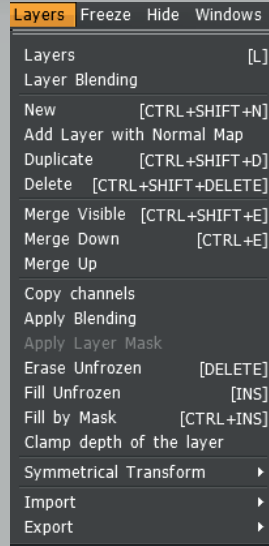 Layers Freeze Hide Windows
Layers [L]
Layer Blending
New [CTRL+SHIFT+N]
Add Layer with Normal Map
Duplicate [CTRL+SHIFT+D]
Delete [CTRL+SHIFT+DELETE]
Merge Visible [CTRL+SHIFT+E]
Merge Down [CTRL+E]
Merge Up
Copy channels
Apply Blending
Apply Layer Mask
Erase Unfrozen [DELETE]
Fill Unfrozen [INS]
Fill by Mask [CTRL+INS]
Clamp depth of the layer
Symmetrical Transform
Import
Export